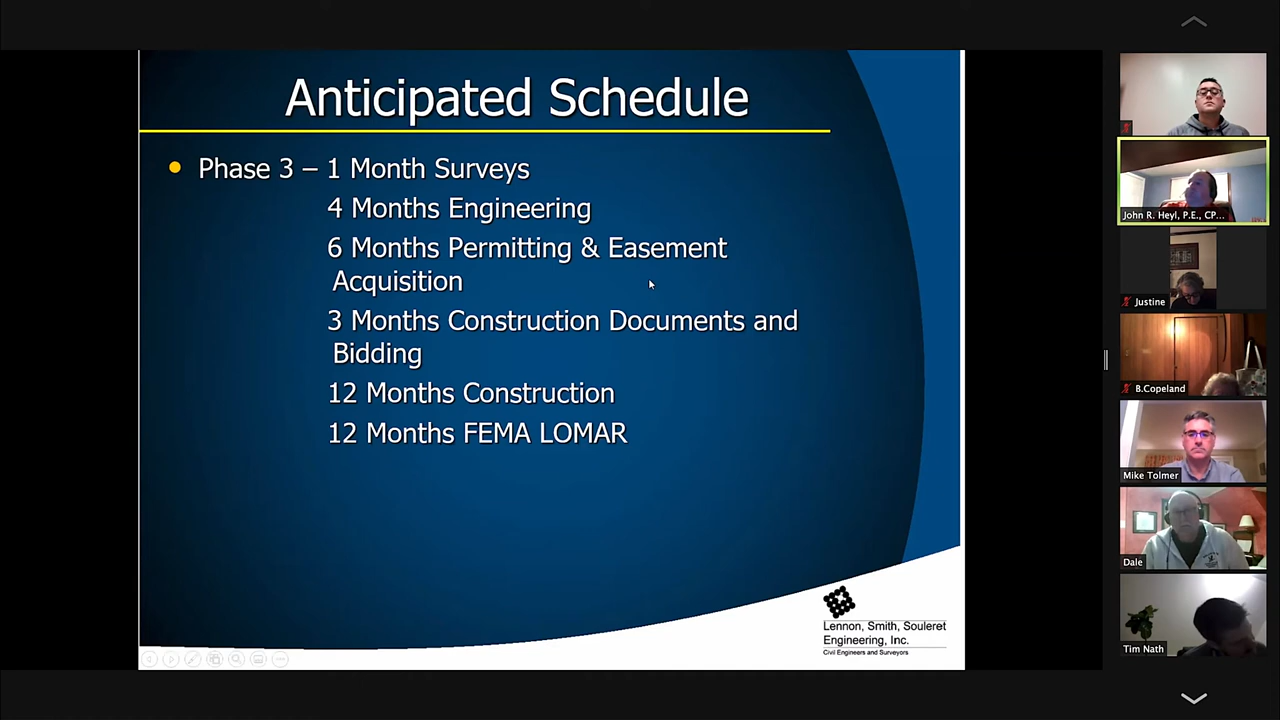 Anticipated Schedule
Phase 3 – 1 Month Surveys
4 Months Engineering
6 Months Permitting & Easement
Acquisition
3 Months Construction Documents and
Bidding
12 Months Construction
12 Months FEMA LOMAR
Lennon, Smith, Souleret
Engineering, Inc.
Civil Engineers and Surveyors
John R. Heyl, P.E., CP...
Justine
B.Copeland
Mike Tolmer
Dale
Tim Nath